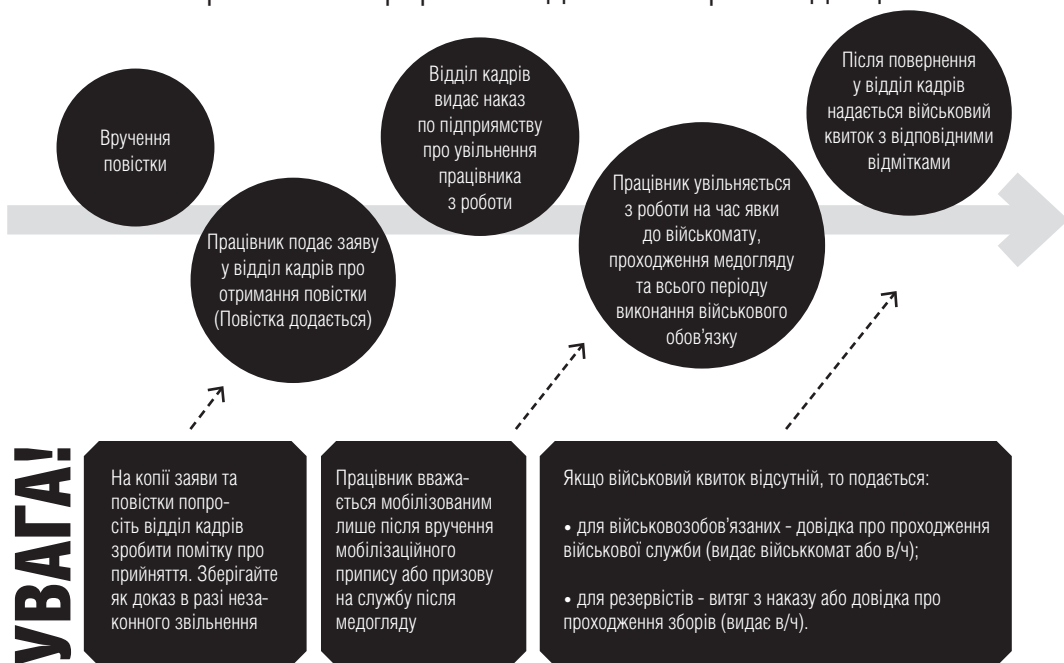 Вручення
повістки
Працівник подає заяву
у відділ кадрів про
отримання повістки
(Повістка додається)
Відділ кадрів
видає наказ
по підприямству
про увільнення
працівника
з роботи
Працівник увільняється
з роботи на час явки
до військомату,
проходження медогляду
та всього періоду
виконання військового
обов’язку
Після повернення
у відділ кадрів
надається військовий
квиток з відповідними
відмітками
УВАГА!
На копії заяви та
повістки попро-
сіть відділ кадрів
зробити помітку про
прийняття. Зберігайте
як доказ в разі неза-
конного звільнення
Працівник вважа-
ється мобілізованим
лише після вручення
мобілізаційного
припису або призову
на службу після
медогляду
Якщо військовий квиток відсутній, то подається:
• для військовозобов’язаних - довідка про проходження
військової служби (видає військкомат або в/ч);
• для резервістів - витяг з наказу або довідка про
проходження зборів (видає в/ч).